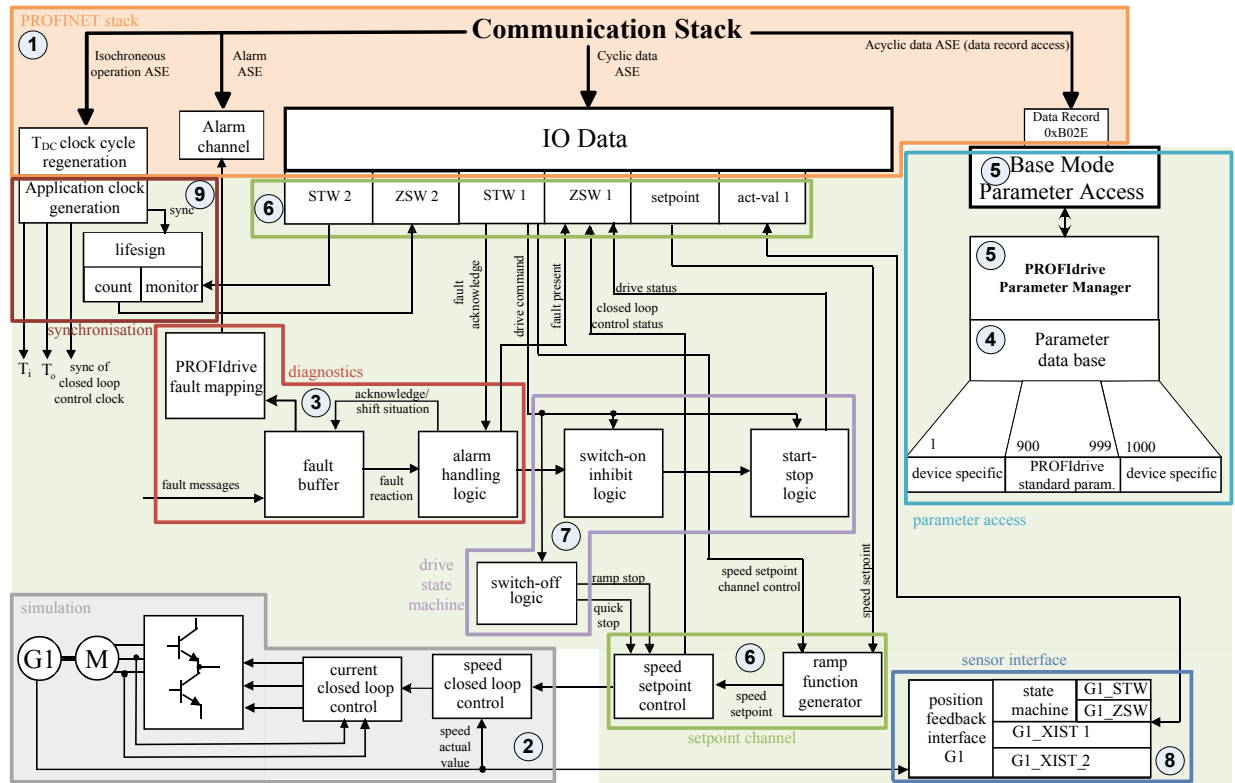 PROFINET stack
Communication Stack
1
Isochroneous
operation ASE
Alarm
ASE
Cyclic data
ASE
Acyclic data ASE (data record access)
TDC clock cycle
regeneration
Alarm
channel
IO Data
Data Record
0xB02E
5
Base Mode
Parameter Access
Application clock
generation
9
sync
6
STW 2
ZSW 2
STW 1
ZSW 1
setpoint
act-val 1
lifesign
count
monitor
synchronisation
fault
acknowledge
drive command
fault present
drive status
closed loop
control status
5
PROFIdrive
Parameter Manager
4
Parameter
data base
Ti
To
sync of
closed loop
control clock
PROFIdrive
fault mapping
diagnostics
3
acknowledge/
shift situation
fault
buffer
alarm
handling
logic
fault messages
fault
reaction
switch-on
inhibit
logic
start-
stop
logic
1
900
999
1000
device specific
PROFIdrive
standard param.
device specific
parameter access
7
drive
state
machine
switch-off
logic
ramp stop
quick
stop
speed setpoint
channel control
speed setpoint
simulation
G1
M
current
closed loop
control
speed
closed loop
control
speed
actual
value
2
speed
setpoint
control
6
speed
setpoint
ramp
function
generator
setpoint channel
sensor interface
position
feedback
interface
G1
state
machine
G1_STW
G1_ZSW
G1_XIST 1
G1_XIST_2
8